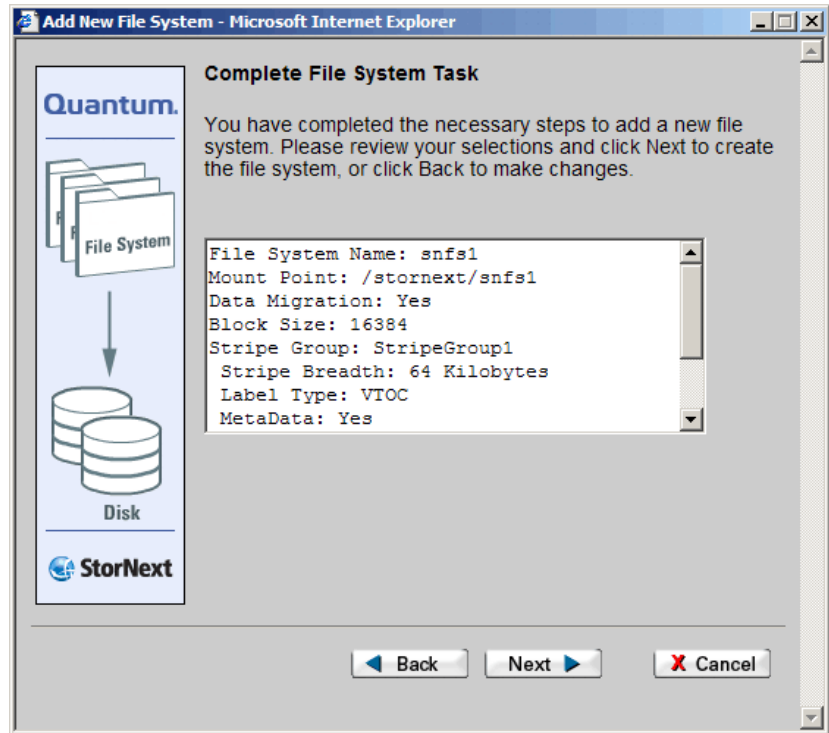 Add New File System - Microsoft Internet Explorer
Quantum.
File System
Disk
StorNext
Complete File System Task
You have completed the necessary steps to add a new file
system. Please review your selections and click Next to create
the file system, or click Back to make changes.
File System Name: snfs1
Mount Point: /stornext/snfs1
Data Migration: Yes
Block Size: 16384
Stripe Group: StripeGroup1
Stripe Breadth: 64 Kilobytes
Label Type: VTOC
MetaData: Yes
Back
Next
Cancel